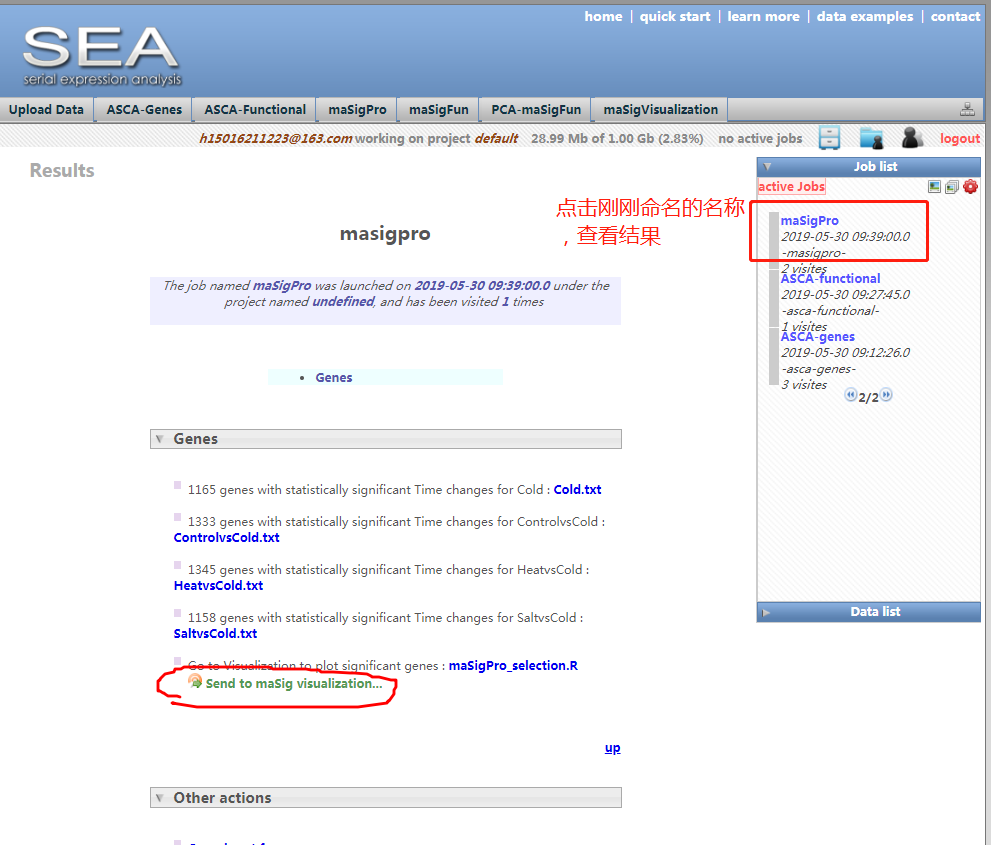 home | quick start | learn more | data examples | contact
SEA
serial expression analysis
Upload Data ASCA-Genes ASCA-Functional maSigPro maSigFun PCA-maSigFun maSigVisualization
h15016211223@163.com working on project default 28.99 Mb of 1.00 Gb (2.83%) no active jobs logout
Results
masigpro
The job named maSigPro was launched on 2019-05-30 09:39:00.0 under the
project named undefined, and has been visited 1 times
• Genes
Genes
1165 genes with statistically significant Time changes for Cold : Cold.txt
1333 genes with statistically significant Time changes for ControlvsCold :
ControlvsCold.txt
1345 genes with statistically significant Time changes for HeatvsCold :
HeatvsCold.txt
1158 genes with statistically significant Time changes for SaltvsCold :
SaltvsCold.txt
Go to Visualization to plot significant genes : maSigPro_selection.R
Send to maSig visualization...
up
Other actions
点击刚刚命名的名称
，查看结果
Job list
active Jobs
maSigPro
2019-05-30 09:39:00.0
-masigpro-
2 visites
ASCA-functional
2019-05-30 09:27:45.0
-asca-functional-
1 visites
ASCA-genes
2019-05-30 09:12:26.0
-asca-genes-
3 visites
2/2
Data list